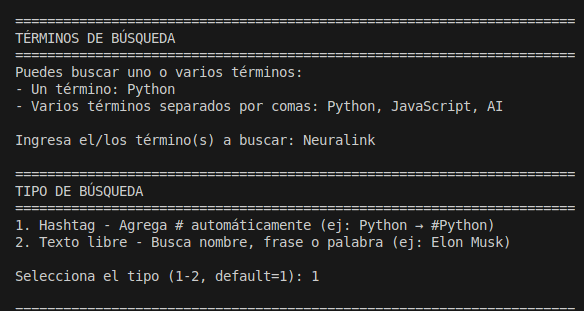 ======================================================================
TÉRMINOS DE BÚSQUEDA
======================================================================
Puedes buscar uno o varios términos:
- Un término: Python
- Varios términos separados por comas: Python, JavaScript, AI
Ingresa el/los término(s) a buscar: Neuralink
======================================================================
TIPO DE BÚSQUEDA
======================================================================
1. Hashtag - Agrega # automáticamente (ej: Python → #Python)
2. Texto libre - Busca nombre, frase o palabra (ej: Elon Musk)
Selecciona el tipo (1-2, default=1): 1
======================================================================